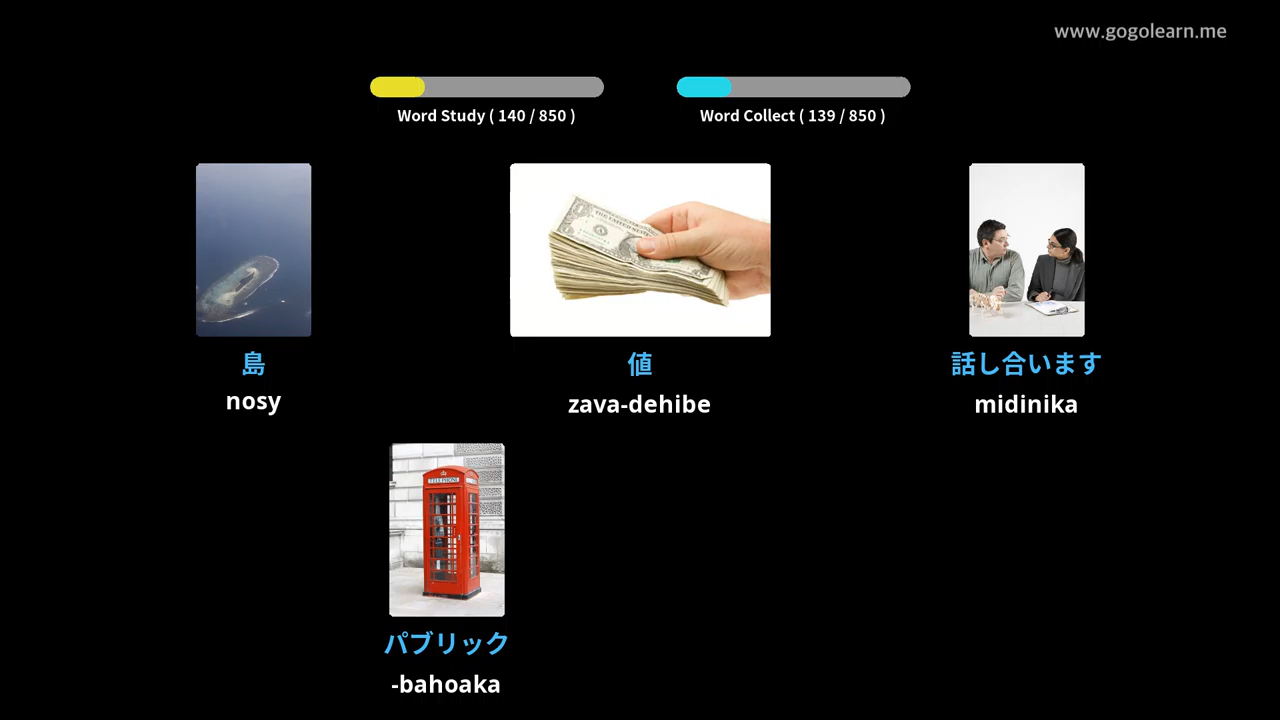 www.gogolearn.me
Word Study ( 140 / 850 )
Word Collect ( 139 / 850 )
島
nosy
値
zava-dehibe
話し合います
midinika
TELEPHONE
パブリック
-bahoaka